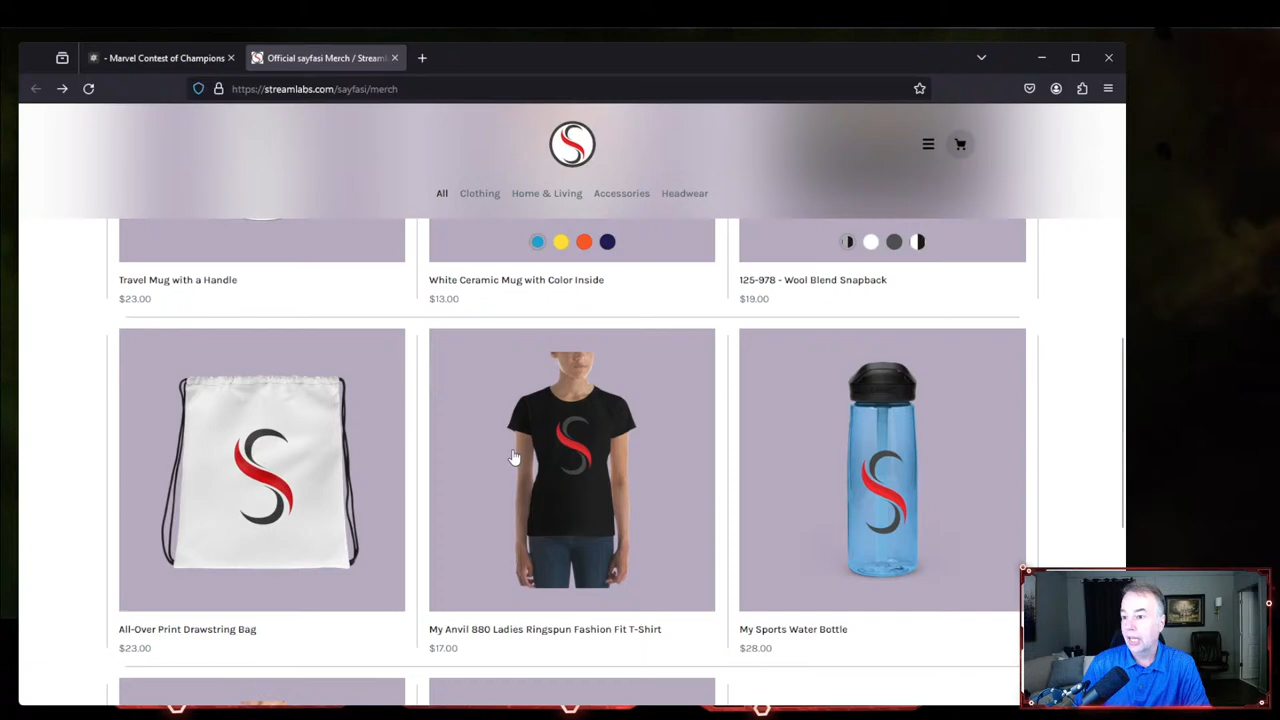 - Marvel Contest of Champions
Official sayfasi Merch / Streaml
https://streamlabs.com/sayfasi/merch
S
All Clothing Home & Living Accessories Headwear
Travel Mug with a Handle
$23.00
White Ceramic Mug with Color Inside
$13.00
125-978 - Wool Blend Snapback
$19.00
S
S
S
All-Over Print Drawstring Bag
$23.00
My Anvil 880 Ladies Ringspun Fashion Fit T-Shirt
$17.00
My Sports Water Bottle
$28.00